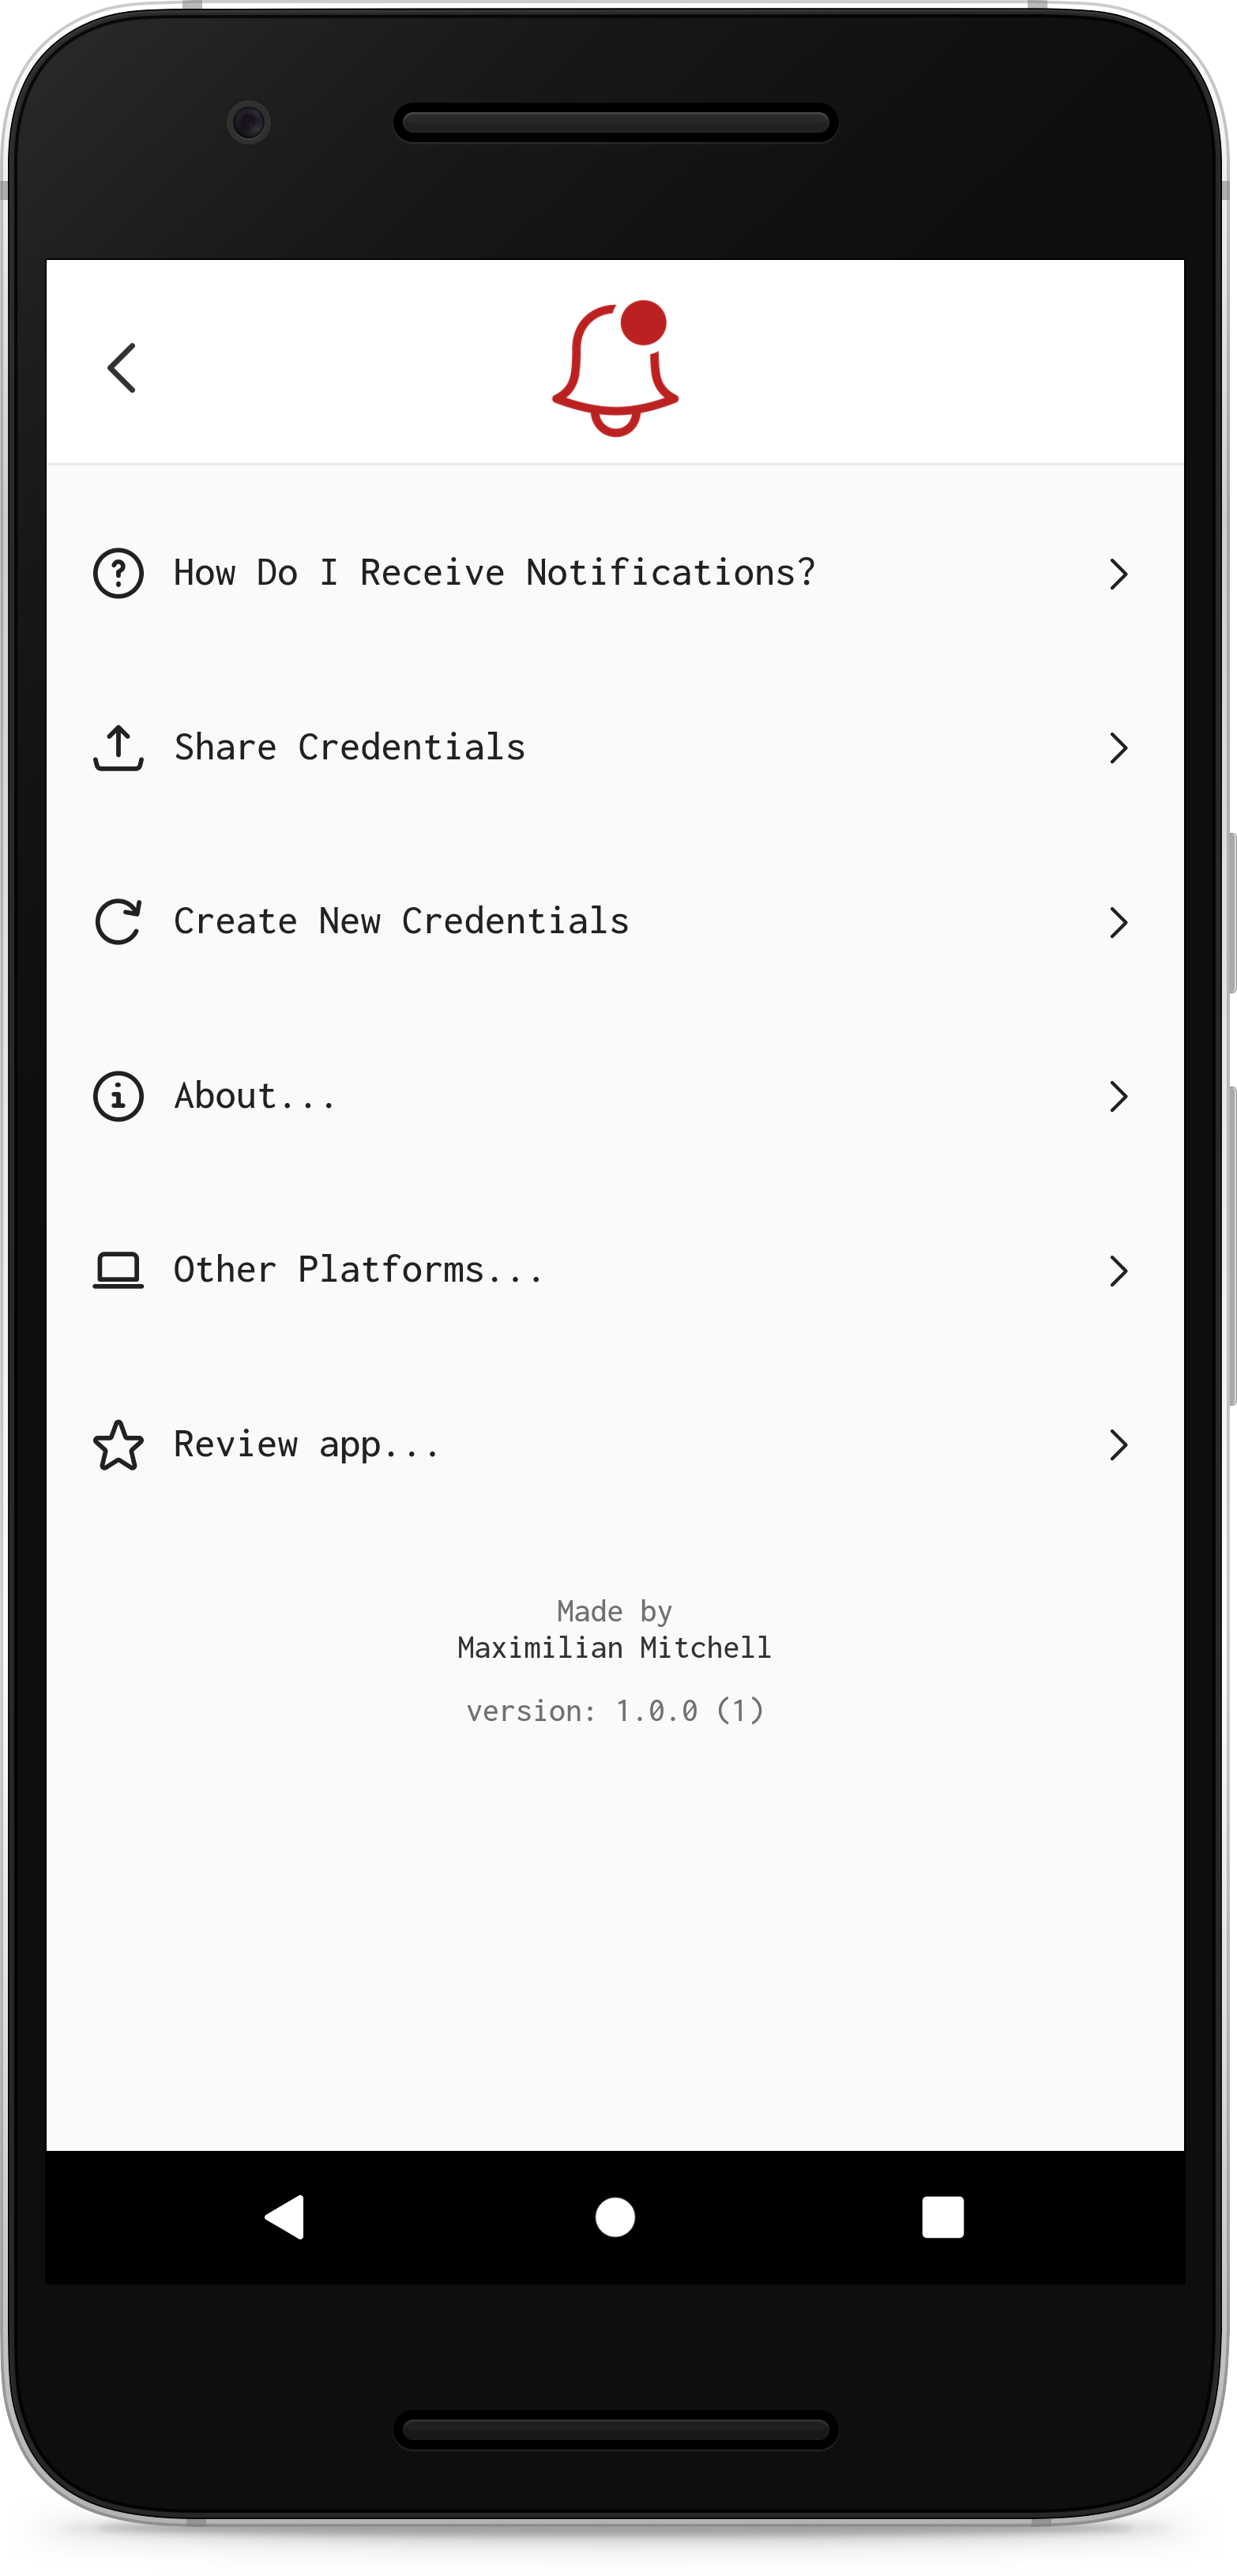 How Do I Receive Notifications?
Share Credentials
Create New Credentials
About...
Other Platforms...
Review app...
Made by
Maximilian Mitchell
version: 1.0.0 (1)